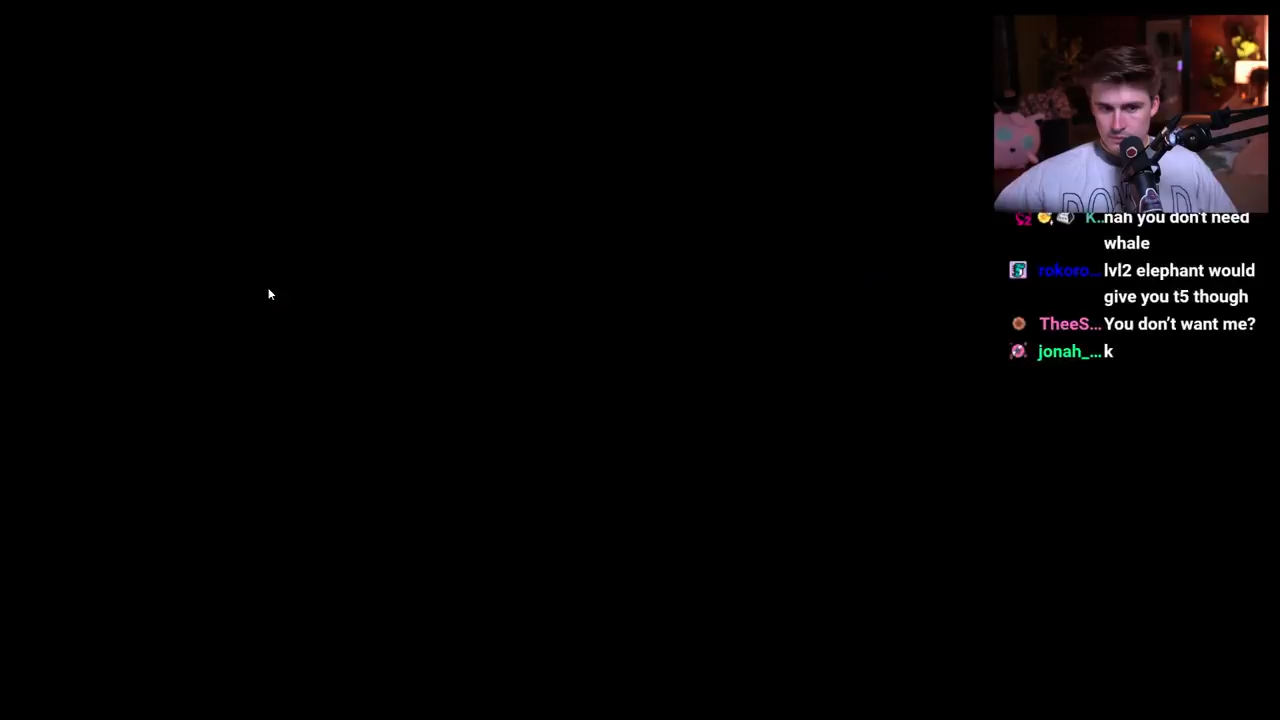 K..nah you don't need
whale
rokoro...lvl2 elephant would
give you t5 though
TheeS...You don’t want me?
jonah_...k